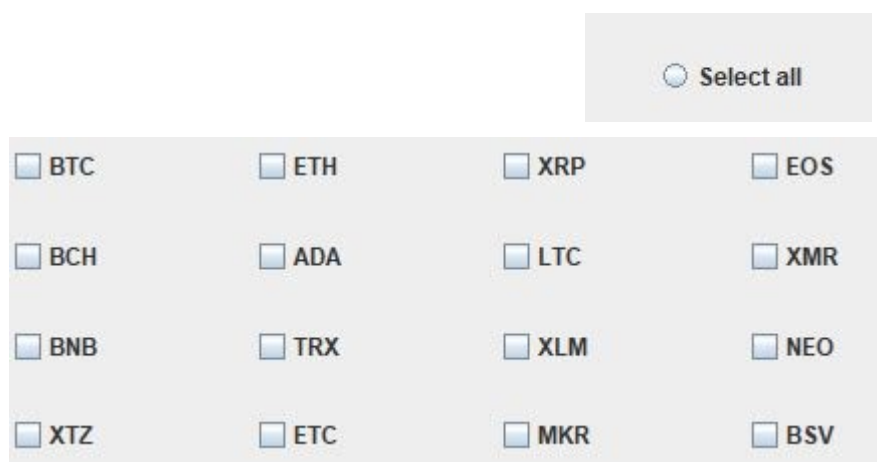 Select all
BTC ETH XRP EOS
BCH ADA LTC XMR
BNB TRX XLM NEO
XTZ ETC MKR BSV